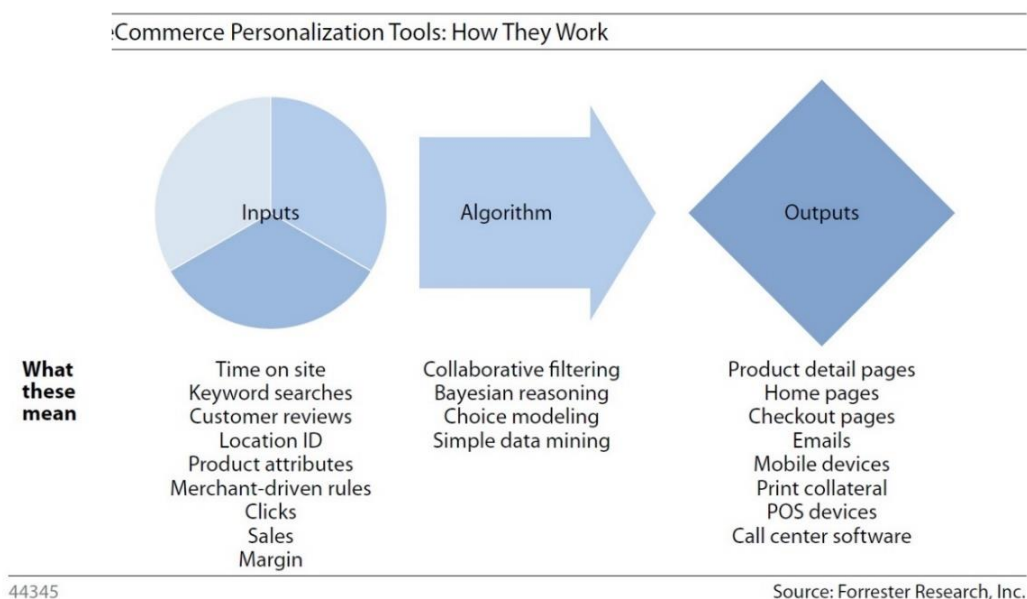 eCommerce Personalization Tools: How They Work
Inputs
Algorithm
Outputs
What
these
mean
Time on site
Keyword searches
Customer reviews
Location ID
Product attributes
Merchant-driven rules
Clicks
Sales
Margin
Collaborative filtering
Bayesian reasoning
Choice modeling
Simple data mining
Product detail pages
Home pages
Checkout pages
Emails
Mobile devices
Print collateral
POS devices
Call center software
44345
Source: Forrester Research, Inc.